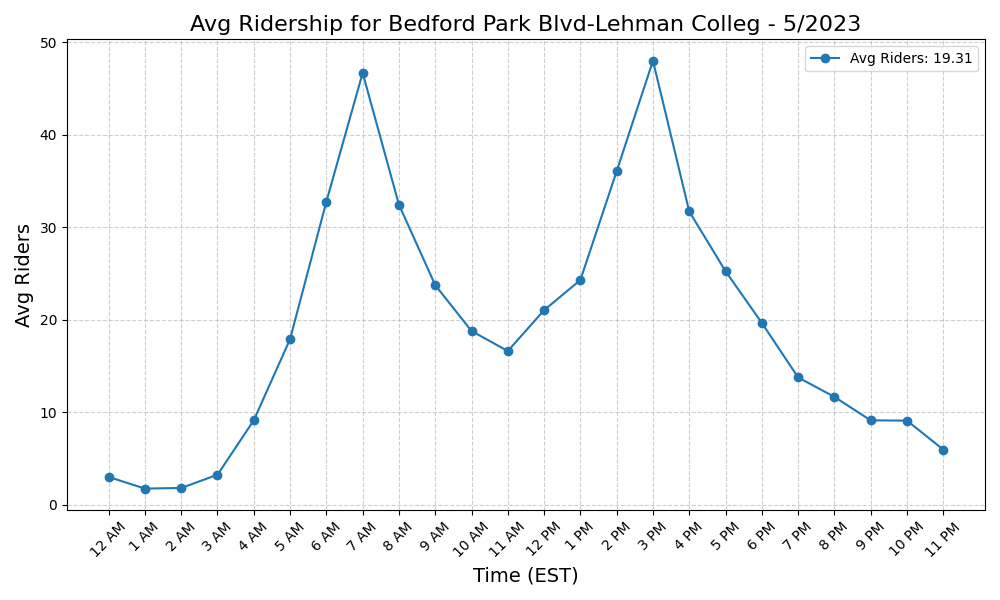 Avg Ridership for Bedford Park Blvd-Lehman Colleg - 5/2023
Avg Riders: 19.31
50
40
30
20
10
0
Avg Riders
12 AM
1 AM
2 AM
3 AM
4 AM
5 AM
6 AM
7 AM
8 AM
9 AM
10 AM
11 AM
12 PM
1 PM
2 PM
3 PM
4 PM
5 PM
6 PM
7 PM
8 PM
9 PM
10 PM
11 PM
Time (EST)